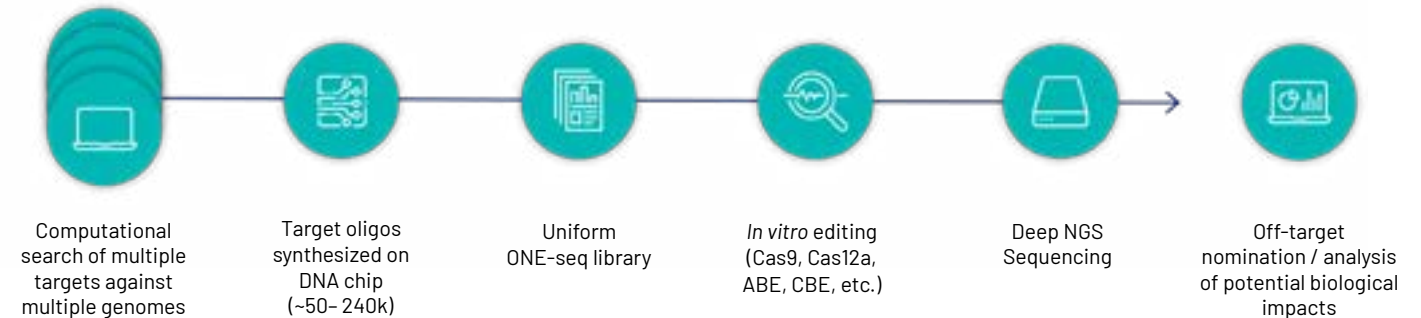 Computational
search of multiple
targets against
multiple genomes
Target oligos
synthesized on
DNA chip
(~50– 240k)
Uniform
ONE-seq library
In vitro editing
(Cas9, Cas12a,
ABE, CBE, etc.)
Deep NGS
Sequencing
Off-target
nomination / analysis
of potential biological
impacts